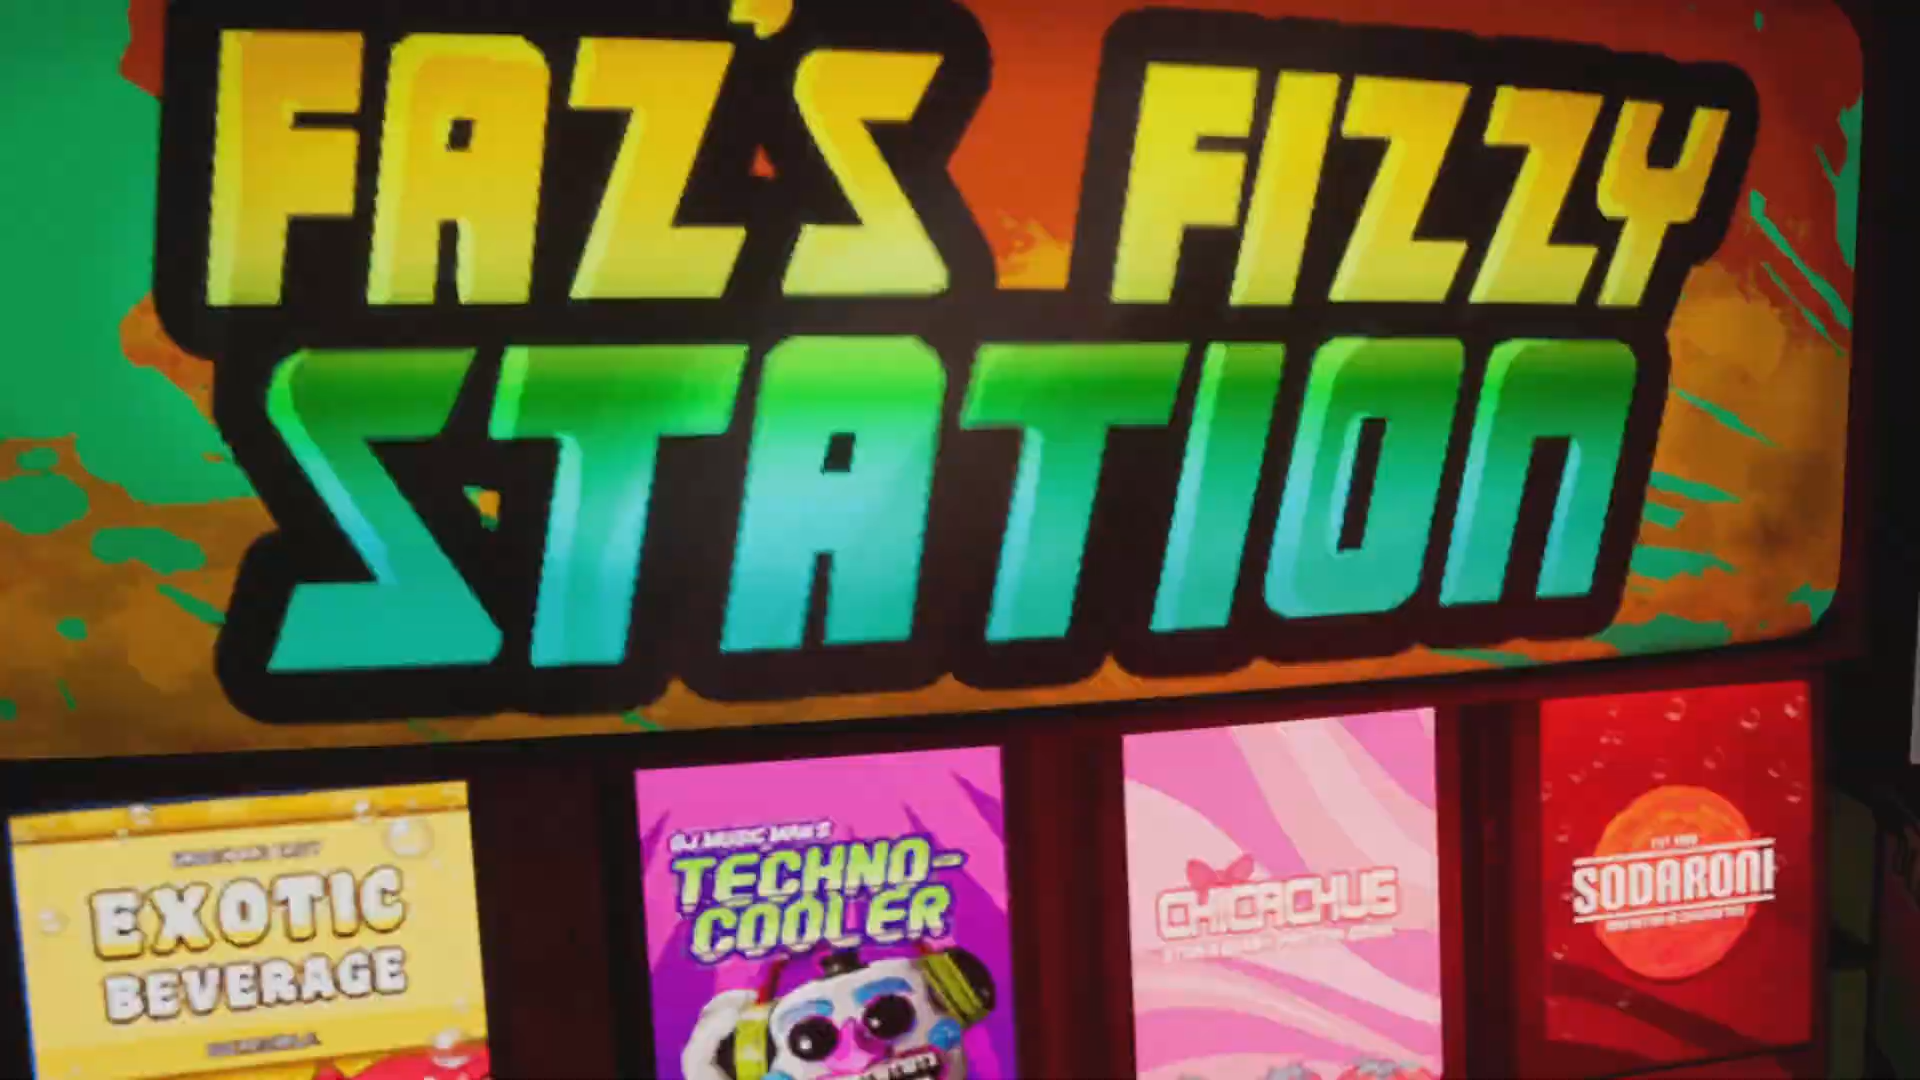 FAZ'S FIZZY
STATION
EXOTIC
BEVERAGE
DJ MUSIC MAN'S
TECHNO-
COOLER
CHICACHUG
SODARONI